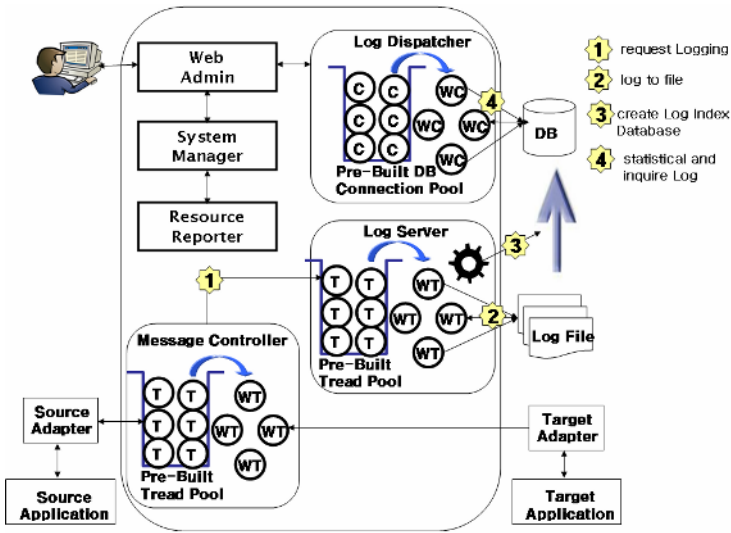 Web
Admin
System
Manager
Resource
Reporter
Log Dispatcher
C C
C C
C C
WC
WC WC
WC
Pre-Built DB
Connection Pool
4
DB
1 request Logging
2 log to file
3 create Log Index
Database
4 statistical and
inquire Log
Log Server
T T
T T
T T
WT
WT WT
WT
Pre-Built
Tread Pool
3
2
Log File
1
Message Controller
T T
T T
T T
WT
WT WT
WT
Pre-Built
Tread Pool
Source
Adapter
Source
Application
Target
Adapter
Target
Application